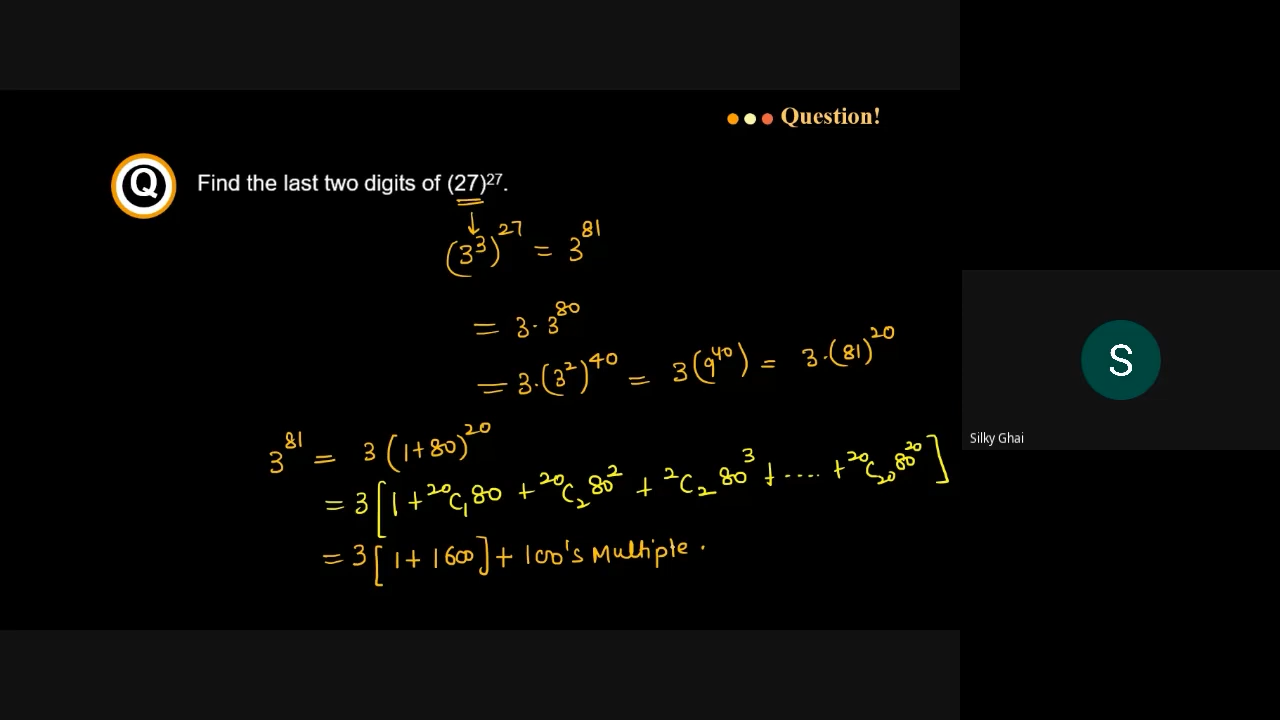 Question!
Q Find the last two digits of (27)²⁷.
(3³)²⁷ = 3⁸¹
= 3·3⁸⁰
= 3·(3²)⁴⁰ = 3(9⁴⁰) = 3·(81)²⁰
3⁸¹ = 3(1+80)²⁰
= 3[1 + ²⁰C₁80 + ²⁰C₂80² + ²C₂80³ + ..... + ²⁰C₂₀80²⁰]
= 3[1 + 1600] + 100's Multiple.
S
Silky Ghai